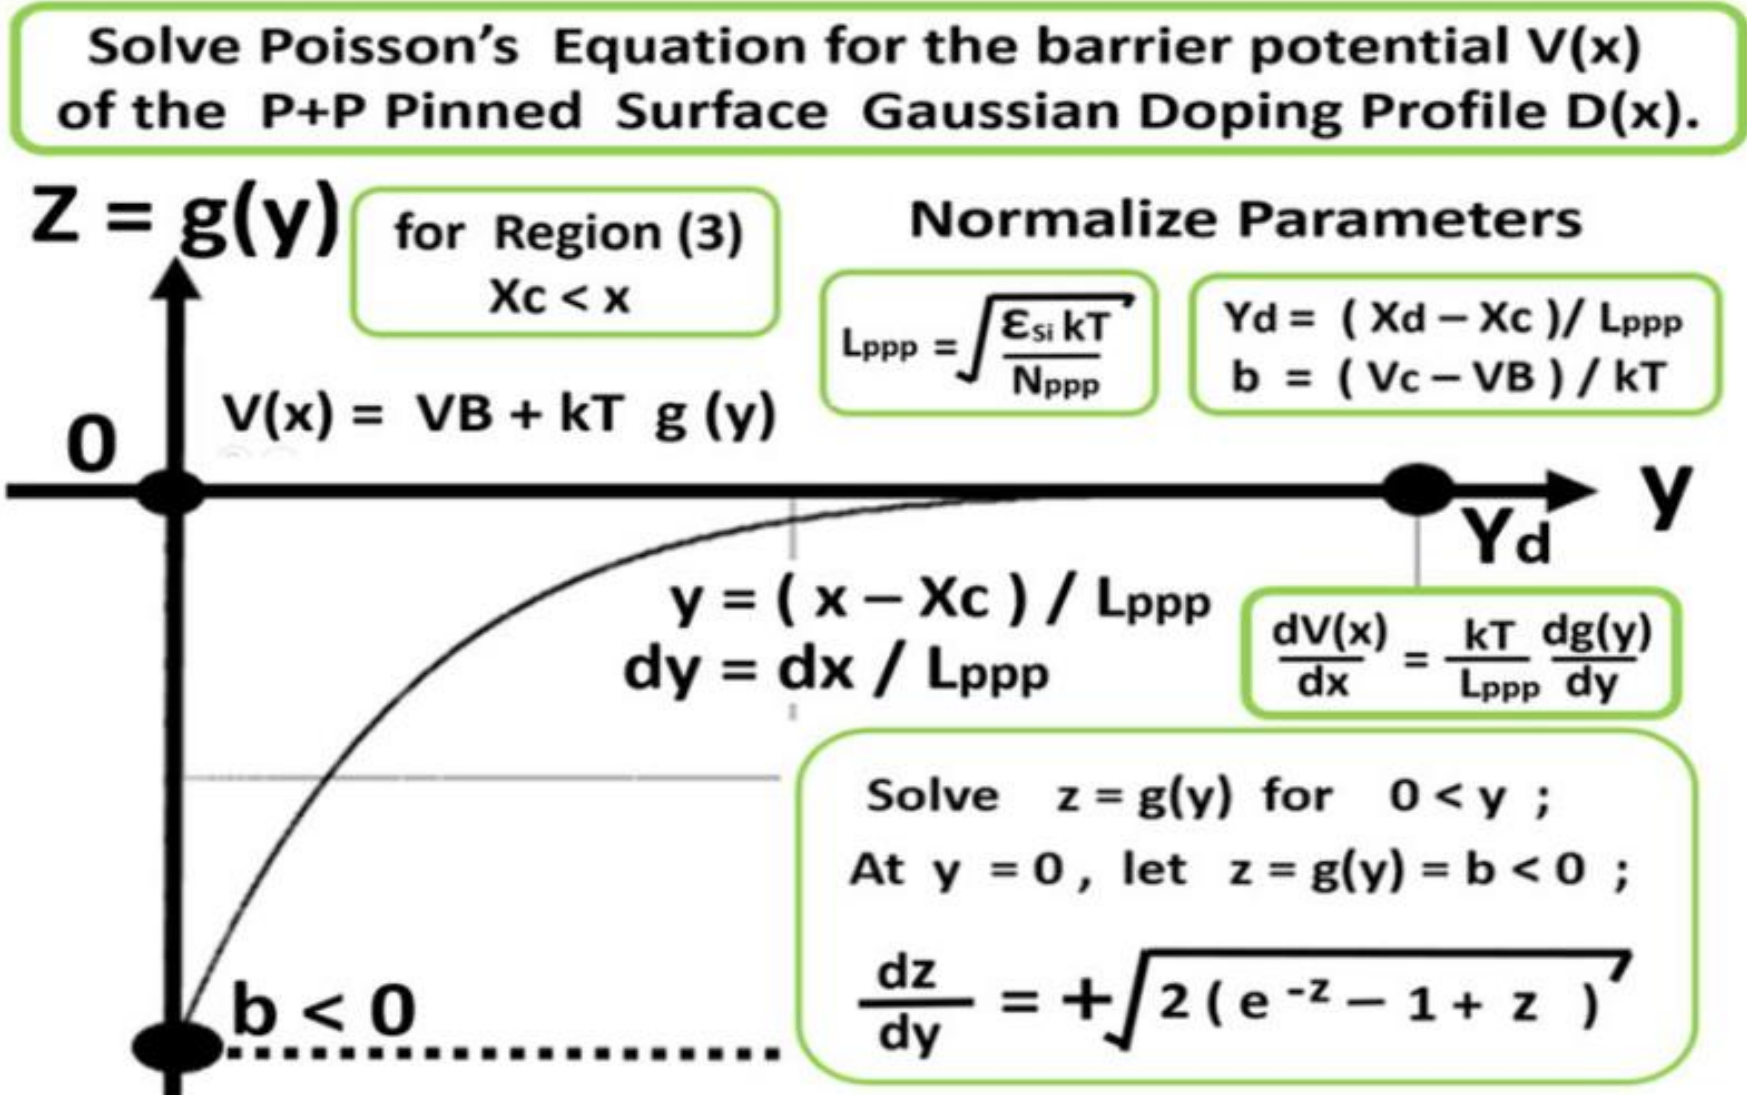 Solve Poisson's Equation for the barrier potential V(x)
of the P+P Pinned Surface Gaussian Doping Profile D(x).
Z = g(y)
for Region (3)
Xc < x
Normalize Parameters
Lppp = √ εSi kT / Nppp
Yd = ( Xd – Xc )/ Lppp
b = ( Vc – VB ) / kT
V(x) = VB + kT g (y)
0
y
Yd
y = ( x – Xc ) / Lppp
dy = dx / Lppp
dV(x)/dx = kT/Lppp dg(y)/dy
b < 0
Solve z = g(y) for 0 < y ;
At y = 0 , let z = g(y) = b < 0 ;
dz/dy = +√ 2 ( e -z – 1 + z )